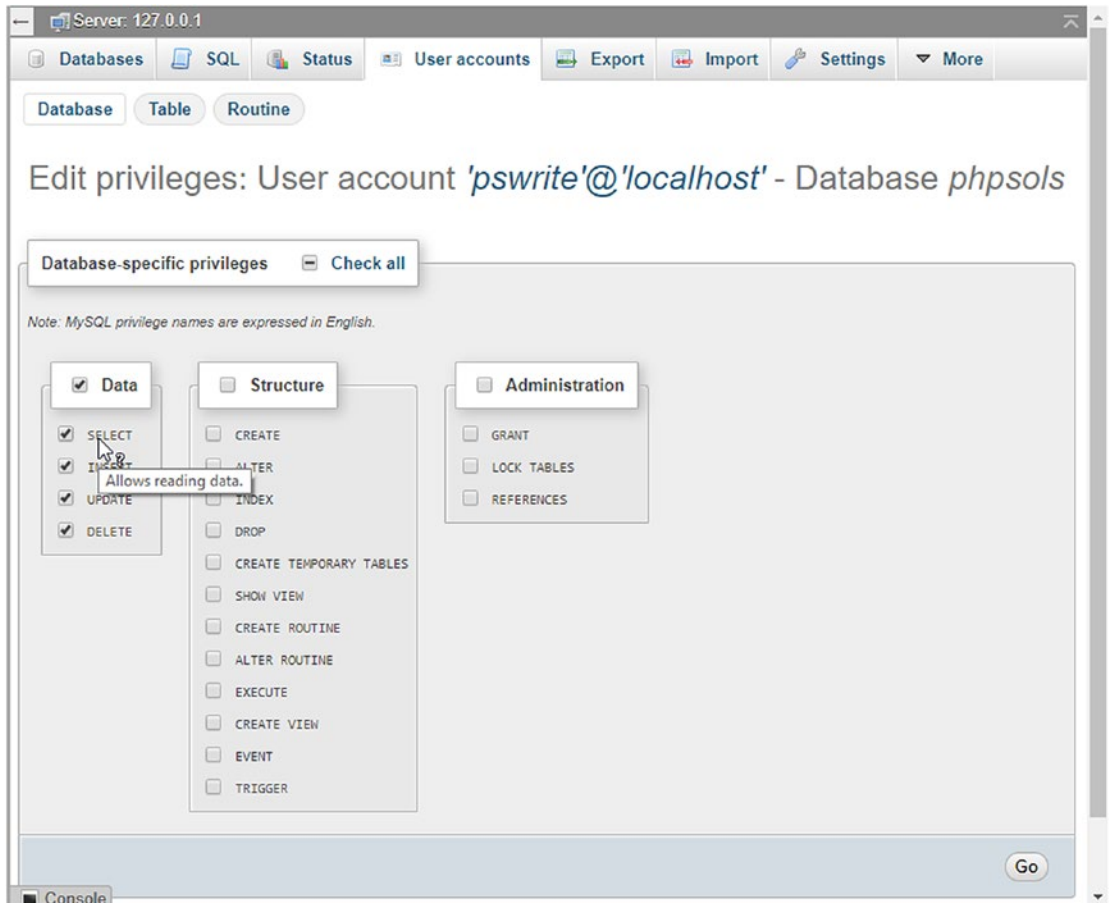 Server: 127.0.0.1
Databases SQL Status User accounts Export Import Settings More
Database Table Routine
Edit privileges: User account 'pswrite'@'localhost' - Database phpsols
Database-specific privileges Check all
Note: MySQL privilege names are expressed in English.
Data
SELECT
INSERT
Allows reading data.
UPDATE
DELETE
Structure
CREATE
ALTER
INDEX
DROP
CREATE TEMPORARY TABLES
SHOW VIEW
CREATE ROUTINE
ALTER ROUTINE
EXECUTE
CREATE VIEW
EVENT
TRIGGER
Administration
GRANT
LOCK TABLES
REFERENCES
Go
Console